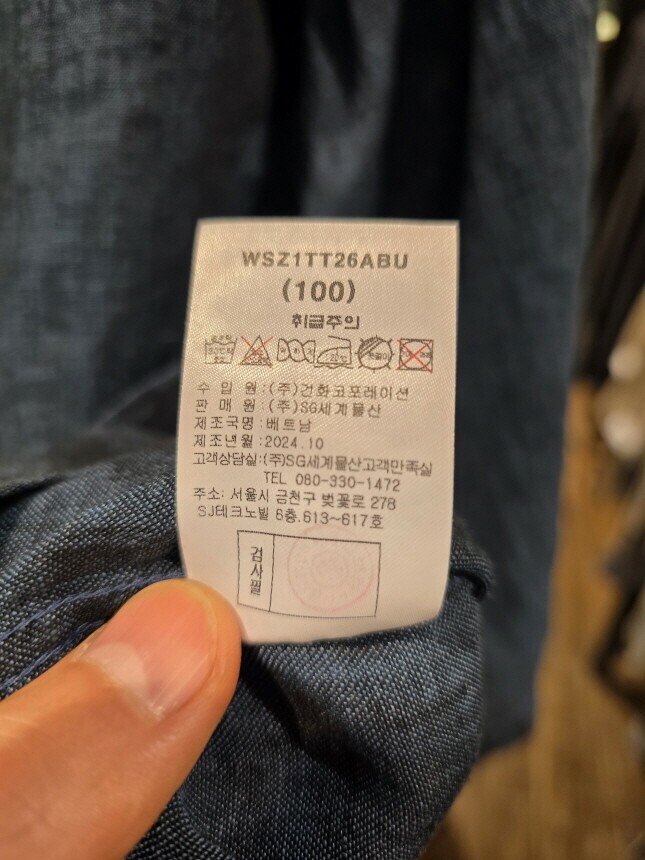 WSZ1TT26ABU
(100)
취급주의
수 입 원:(주)건화코포레이션
판 매 원:(주)SG세계물산
제조국명:베트남
제조년월:2024.10
고객상담실:(주)SG세계물산고객만족실
TEL 080-330-1472
주소: 서울시 금천구 벚꽃로 278
SJ테크노빌 6층.613~617호
검사필